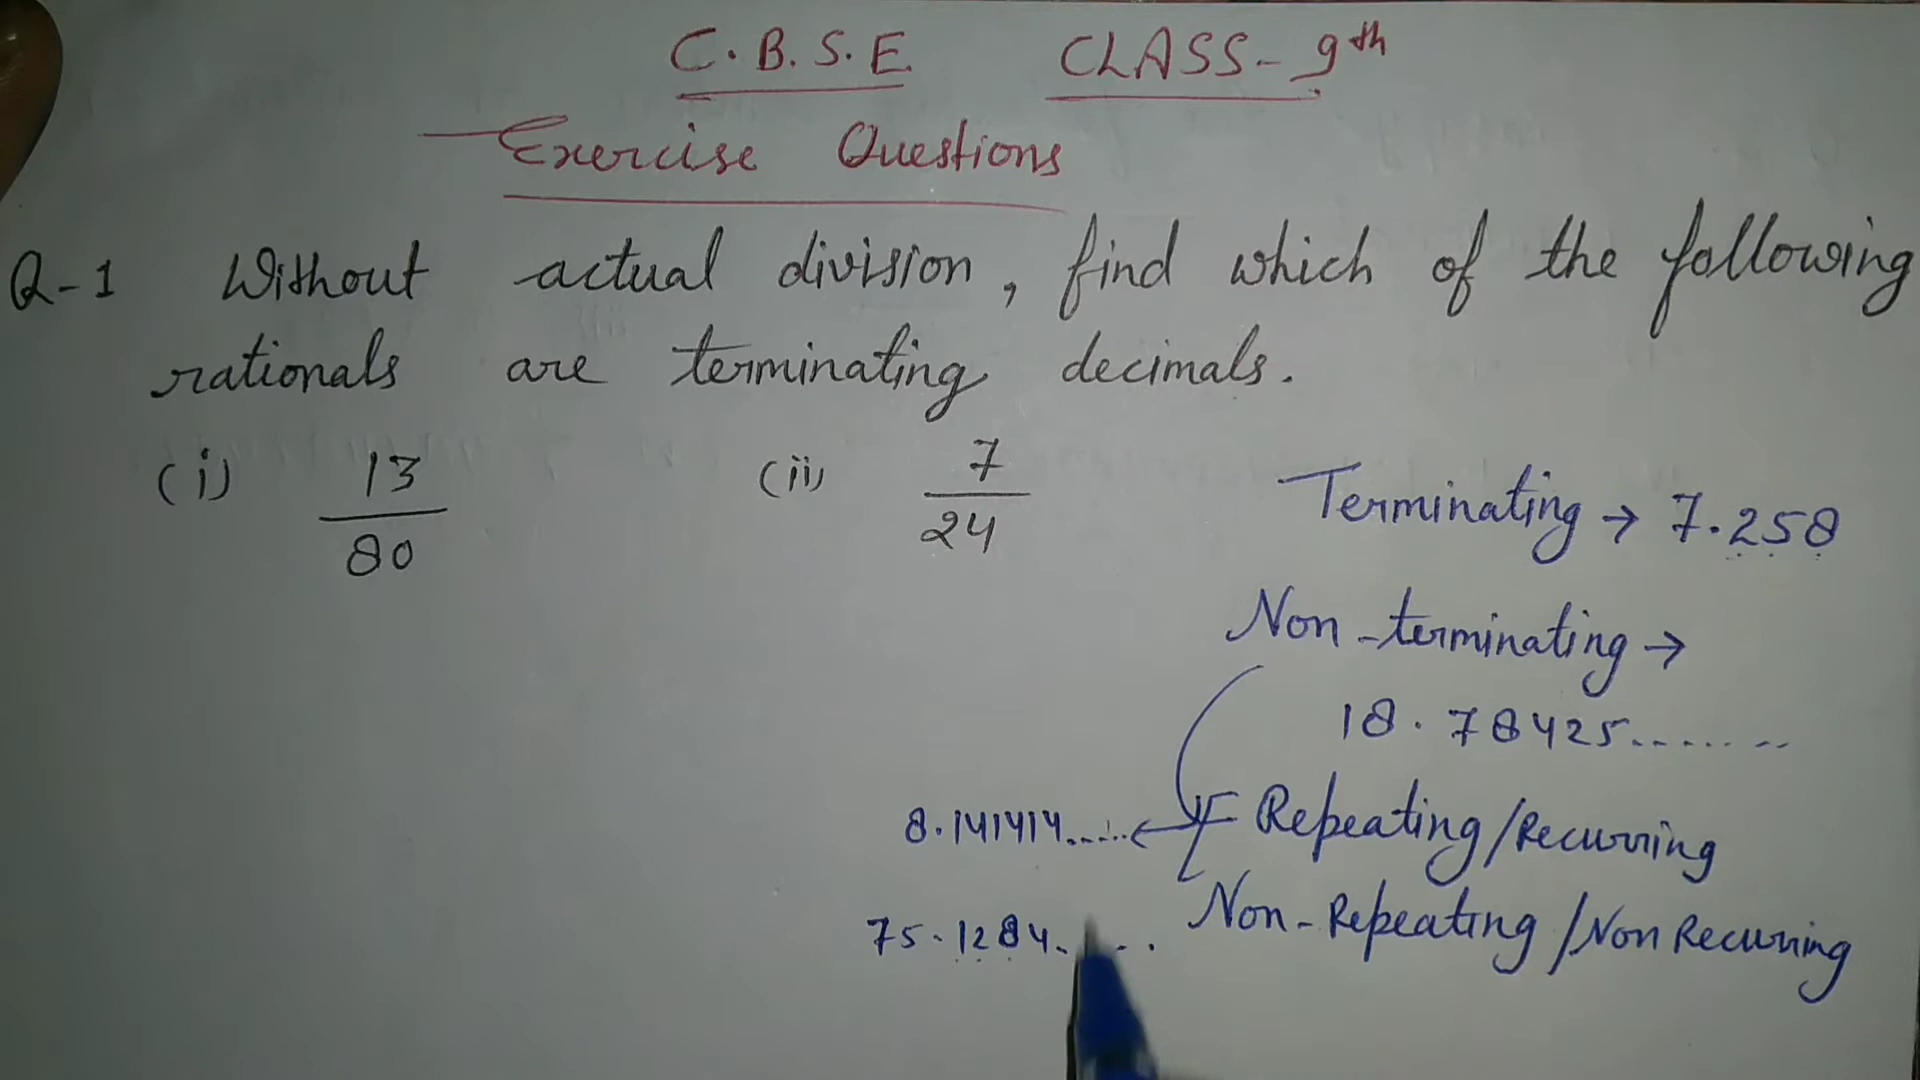 C.B.S.E. CLASS-9th
Exercise Questions
Q-1 Without actual division, find which of the following
rationals are terminating decimals.
(i) 13/80 (ii) 7/24
Terminating → 7.258
Non-terminating →
18.78425.......
8.141414..... ← Repeating/Recurring
75.1284..... Non-Repeating/Non Recurring